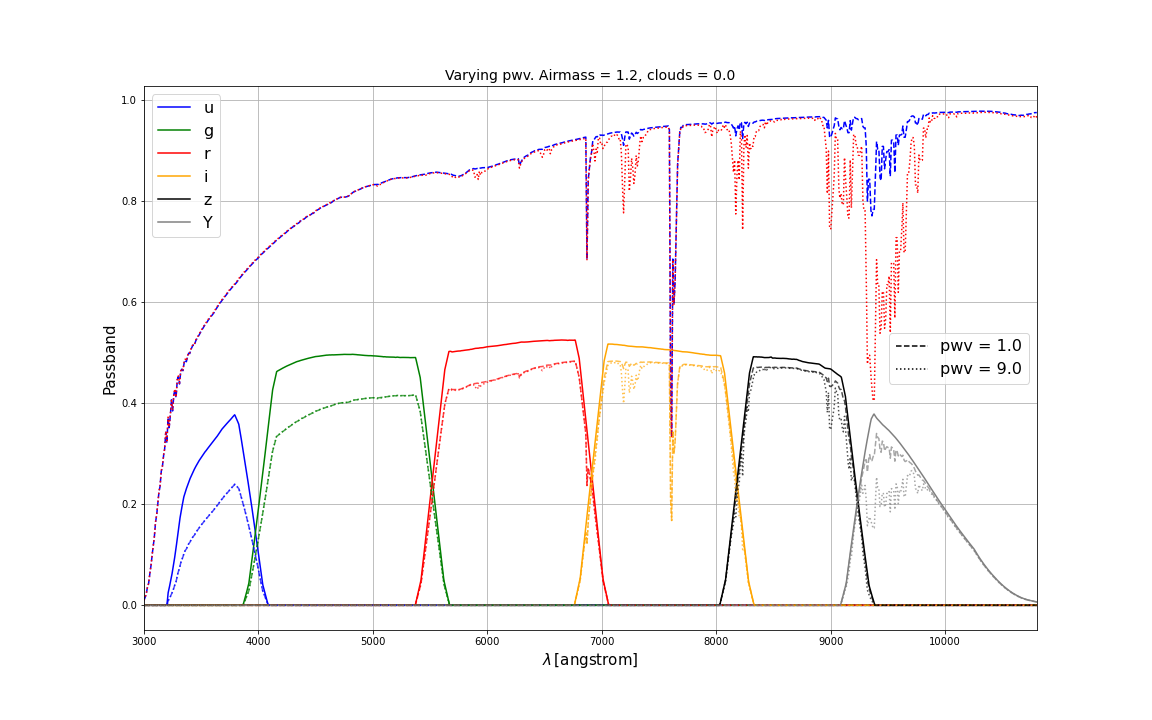 Varying pwv. Airmass = 1.2, clouds = 0.0
1.0
0.8
0.6
0.4
0.2
0.0
Passband
u
g
r
i
z
Y
pwv = 1.0
pwv = 9.0
3000 4000 5000 6000 7000 8000 9000 10000
λ [angstrom]